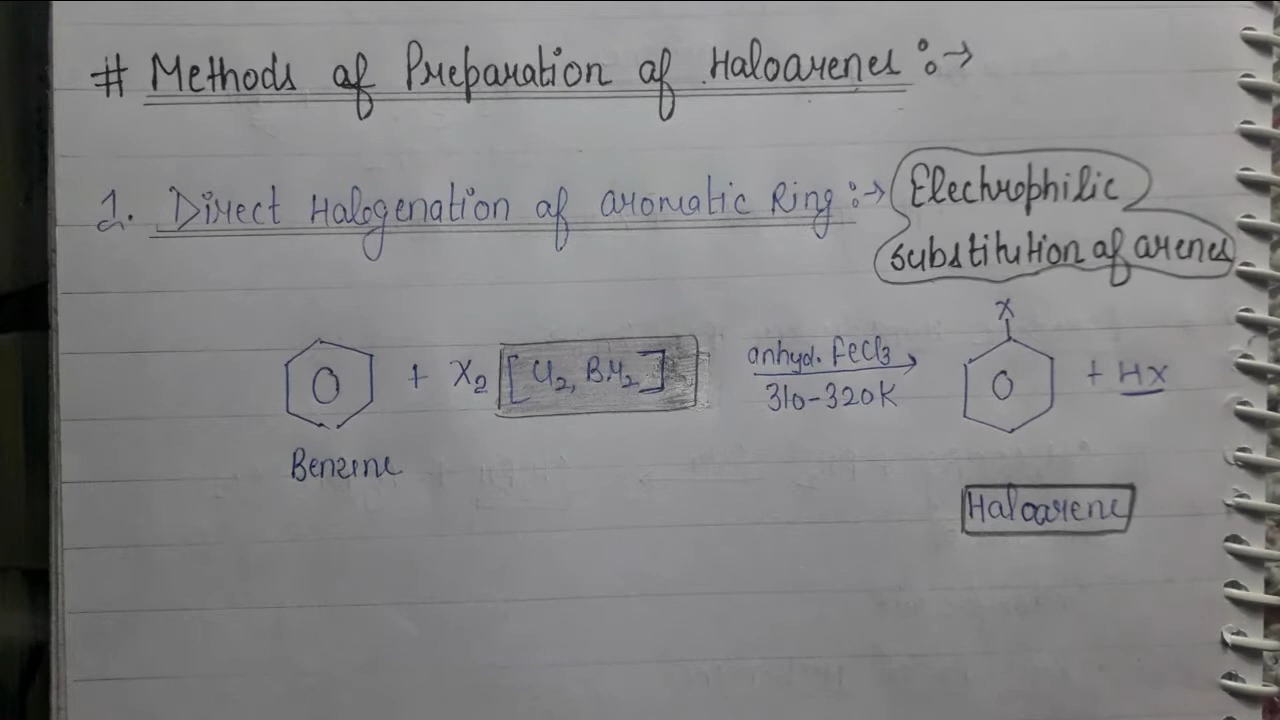 # Methods of Preparation of Haloarenes :→
1. Direct Halogenation of aromatic Ring :→ Electrophilic
substitution of arenes
+ X2 [Cl2, Br2] anhyd. FeCl3 X + HX
310-320K
Benzene
Haloarene